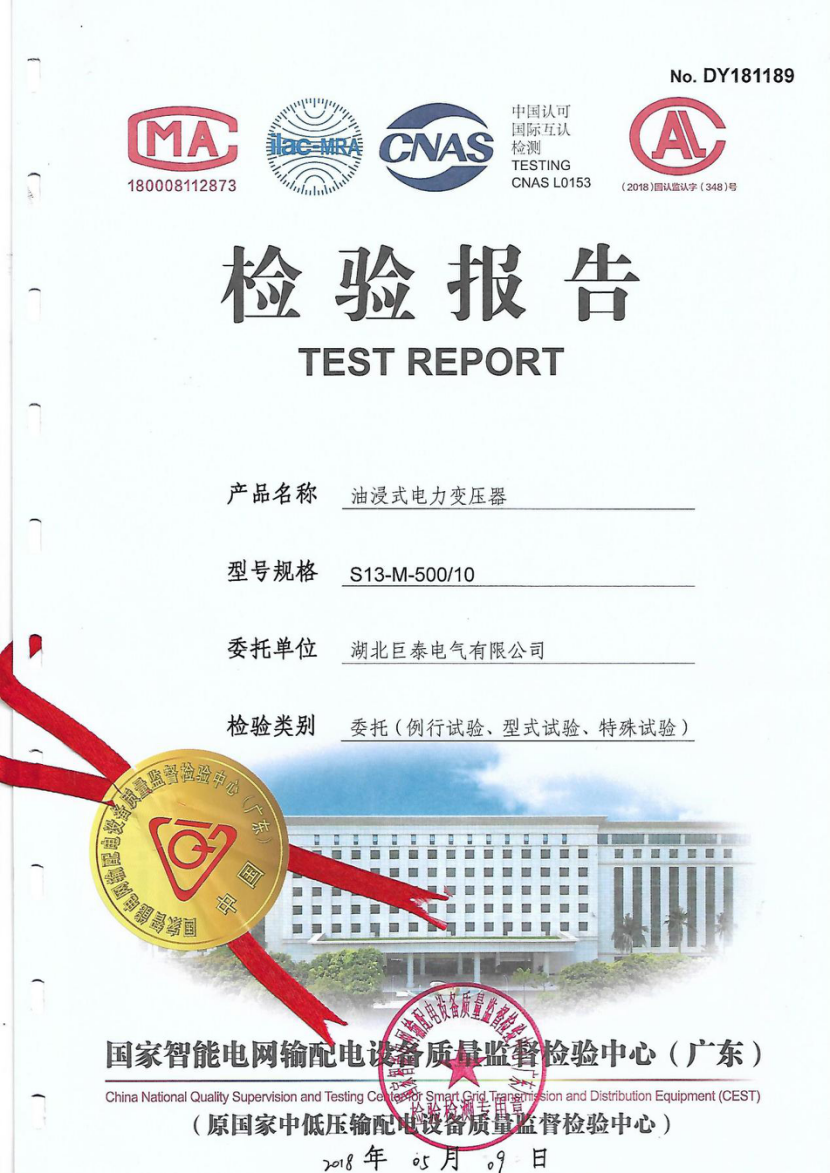 No. DY181189
MA
180008112873
ilac-MRA
CNAS
中国认可
国际互认
检测
TESTING
CNAS L0153
CAL
(2018)国认监认字(348)号
检验报告
TEST REPORT
产品名称 油浸式电力变压器
型号规格 S13-M-500/10
委托单位 湖北巨泰电气有限公司
检验类别 委托(例行试验、型式试验、特殊试验)
国家智能电网输配电设备质量监督检验中心(广东)
中国
国家智能电网输配电设备质量监督检验中心(广东)
检验检测专用章
国家智能电网输配电设备质量监督检验中心(广东)
China National Quality Supervision and Testing Center for Smart Grid Transmission and Distribution Equipment (CEST)
(原国家中低压输配电设备质量监督检验中心)
2018 年 05 月 09 日